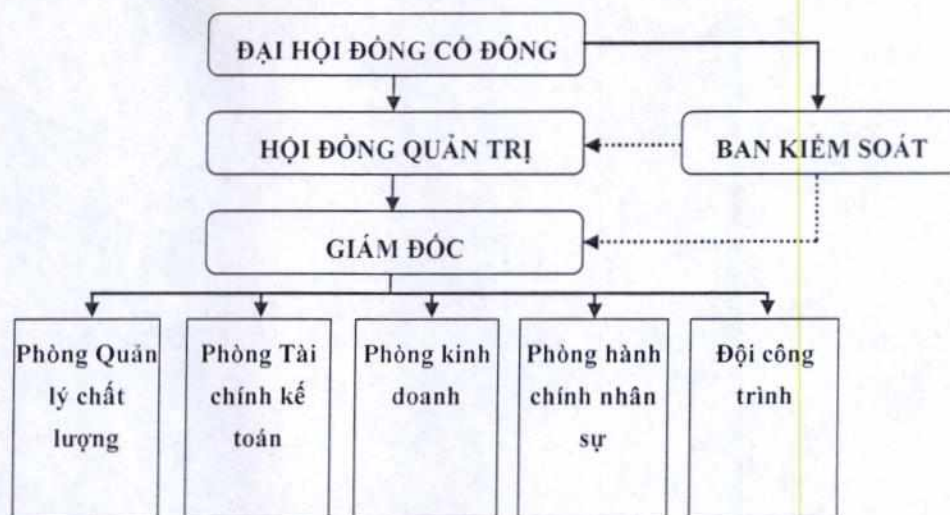 ĐẠI HỘI ĐỒNG CỔ ĐÔNG
HỘI ĐỒNG QUẢN TRỊ
BAN KIỂM SOÁT
GIÁM ĐỐC
Phòng Quản
lý chất
lượng
Phòng Tài
chính kế
toán
Phòng kinh
doanh
Phòng hành
chính nhân
sự
Đội công
trình